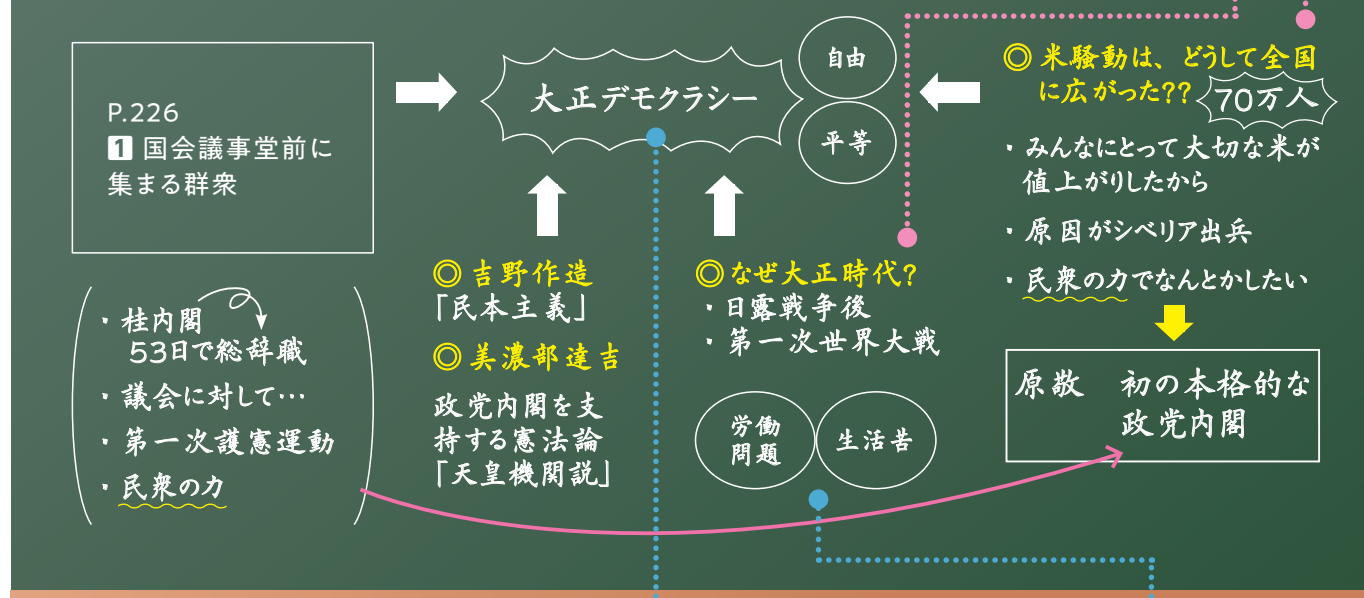 P.226
1 国会議事堂前に
集まる群衆
・桂内閣
53日で総辞職
・議会に対して…
・第一次護憲運動
・民衆の力
大正デモクラシー
自由
平等
◎吉野作造
「民本主義」
◎美濃部達吉
政党内閣を支
持する憲法論
「天皇機関説」
◎なぜ大正時代?
・日露戦争後
・第一次世界大戦
労働
問題
生活苦
◎米騒動は、どうして全国
に広がった??
70万人
・みんなにとって大切な米が
値上がりしたから
・原因がシベリア出兵
・民衆の力でなんとかしたい
原敬 初の本格的な
政党内閣